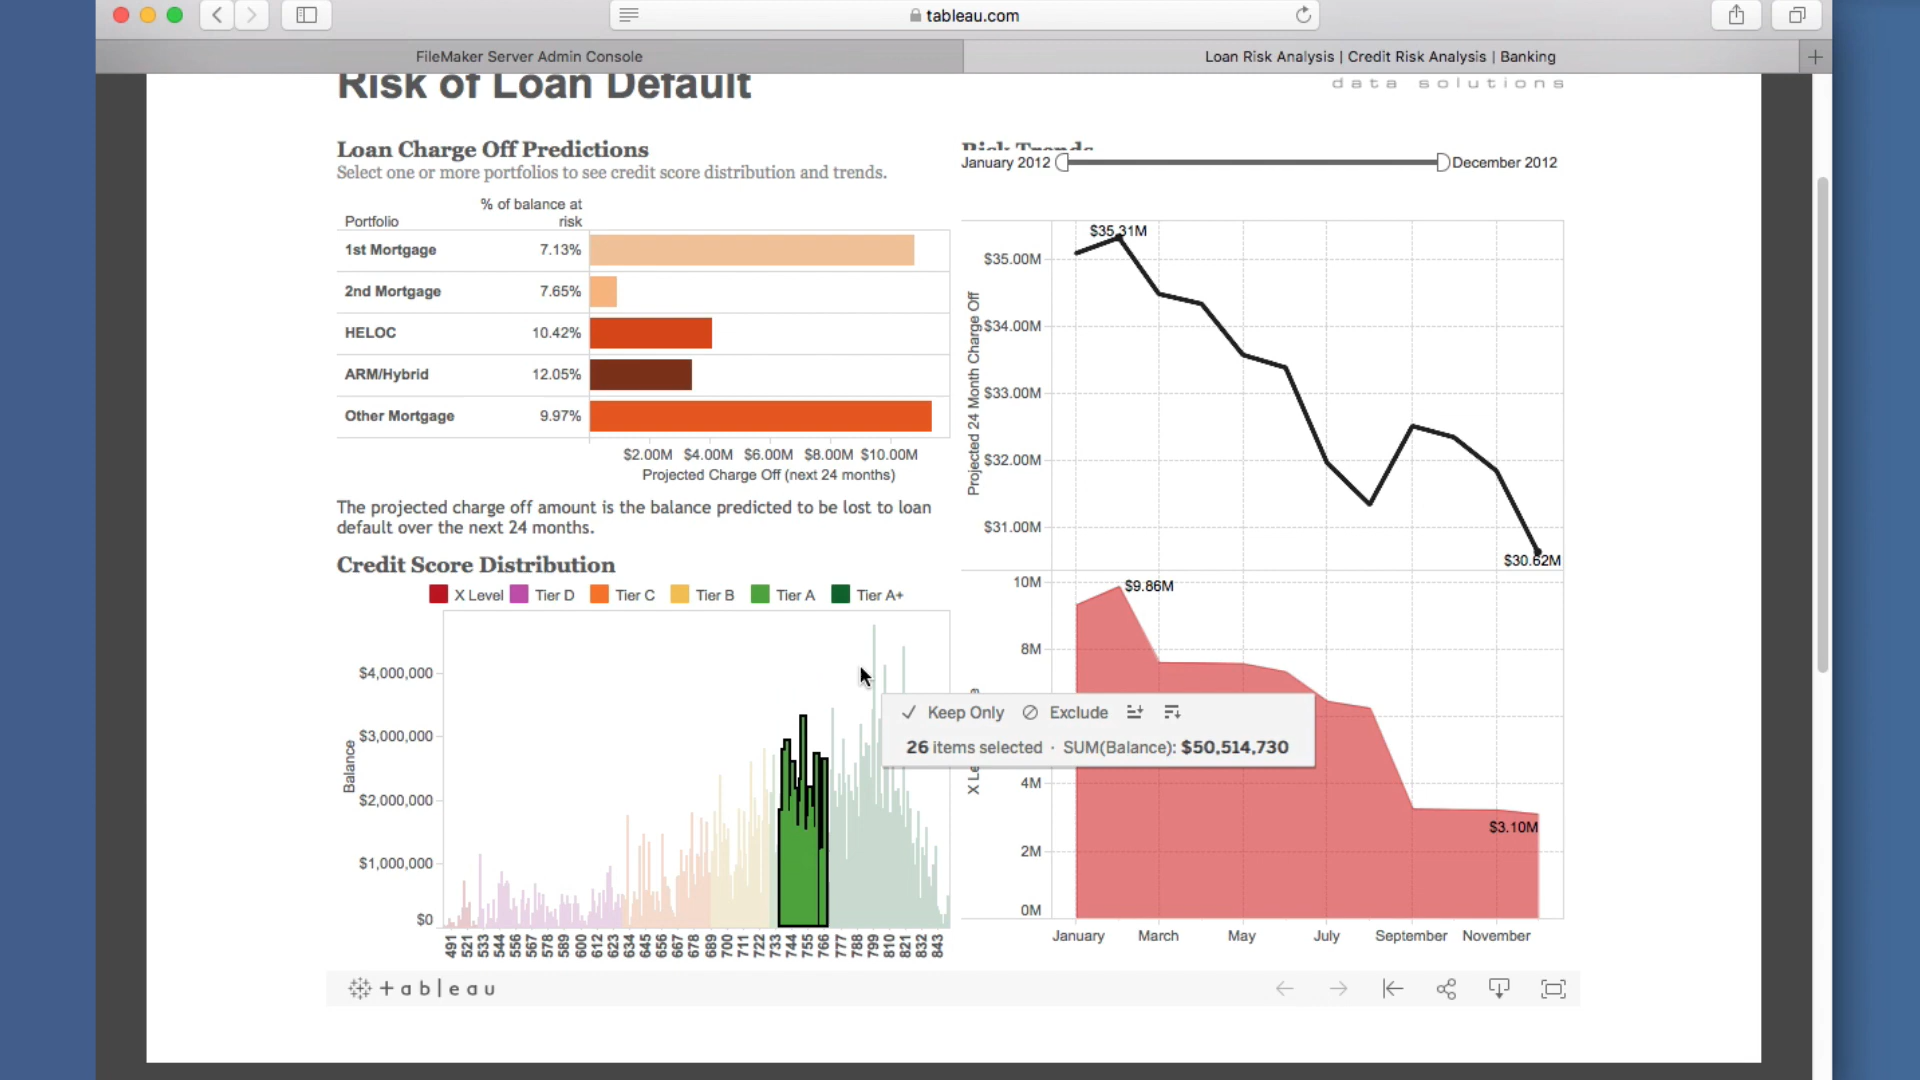 tableau.com
FileMaker Server Admin Console
Loan Risk Analysis | Credit Risk Analysis | Banking
Risk of Loan Default
data solutions
Loan Charge Off Predictions
Select one or more portfolios to see credit score distribution and trends.
Portfolio
% of balance at
risk
1st Mortgage 7.13%
2nd Mortgage 7.65%
HELOC 10.42%
ARM/Hybrid 12.05%
Other Mortgage 9.97%
$2.00M $4.00M $6.00M $8.00M $10.00M
Projected Charge Off (next 24 months)
The projected charge off amount is the balance predicted to be lost to loan
default over the next 24 months.
Credit Score Distribution
X Level Tier D Tier C Tier B Tier A Tier A+
Balance
$4,000,000
$3,000,000
$2,000,000
$1,000,000
$0
491 521 533 544 556 567 578 589 600 612 623 634 645 656 667 678 689 700 711 722 733 744 755 766 777 788 799 810 821 832 843
Risk Trends
January 2012 December 2012
Projected 24 Month Charge Off
$35.31M
$35.00M
$34.00M
$33.00M
$32.00M
$31.00M
$30.62M
10M
$9.86M
8M
Keep Only Exclude
26 items selected · SUM(Balance): $50,514,730
4M
$3.10M
2M
0M
January March May July September November
+ a b | e a u